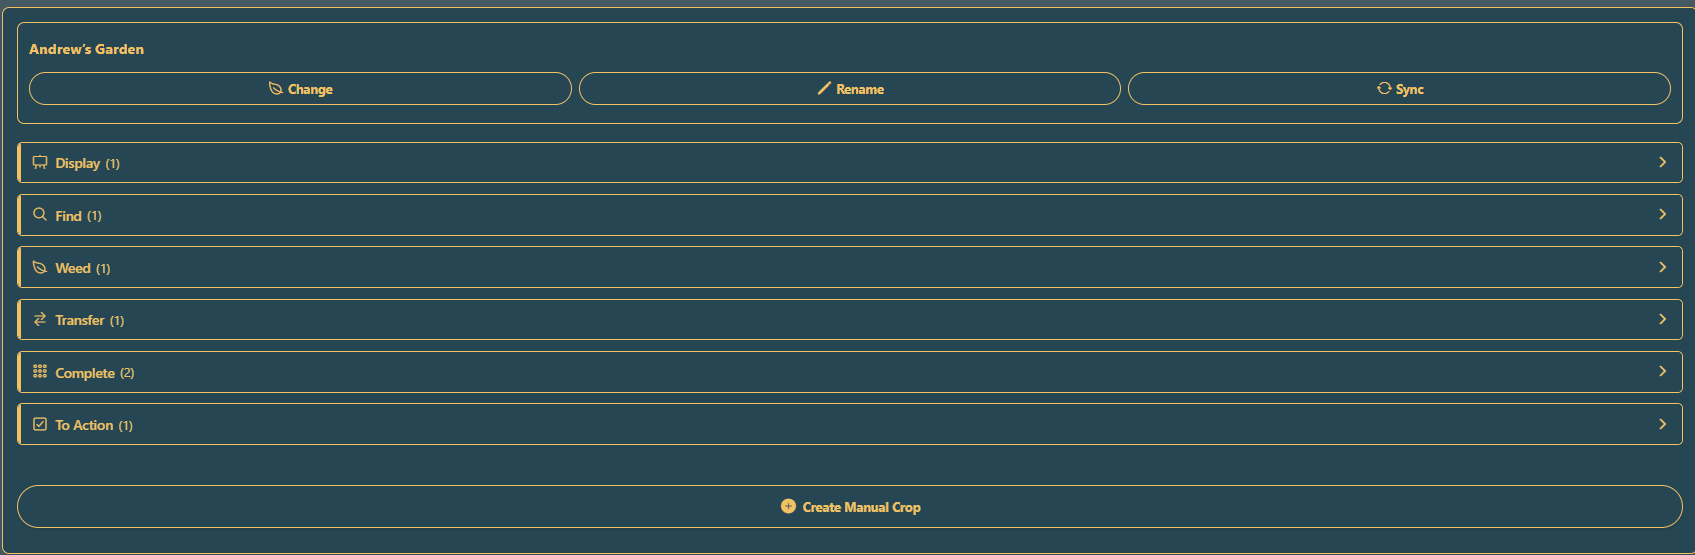 Andrew’s Garden
Change Rename Sync
Display (1)
Find (1)
Weed (1)
Transfer (1)
Complete (2)
To Action (1)
Create Manual Crop